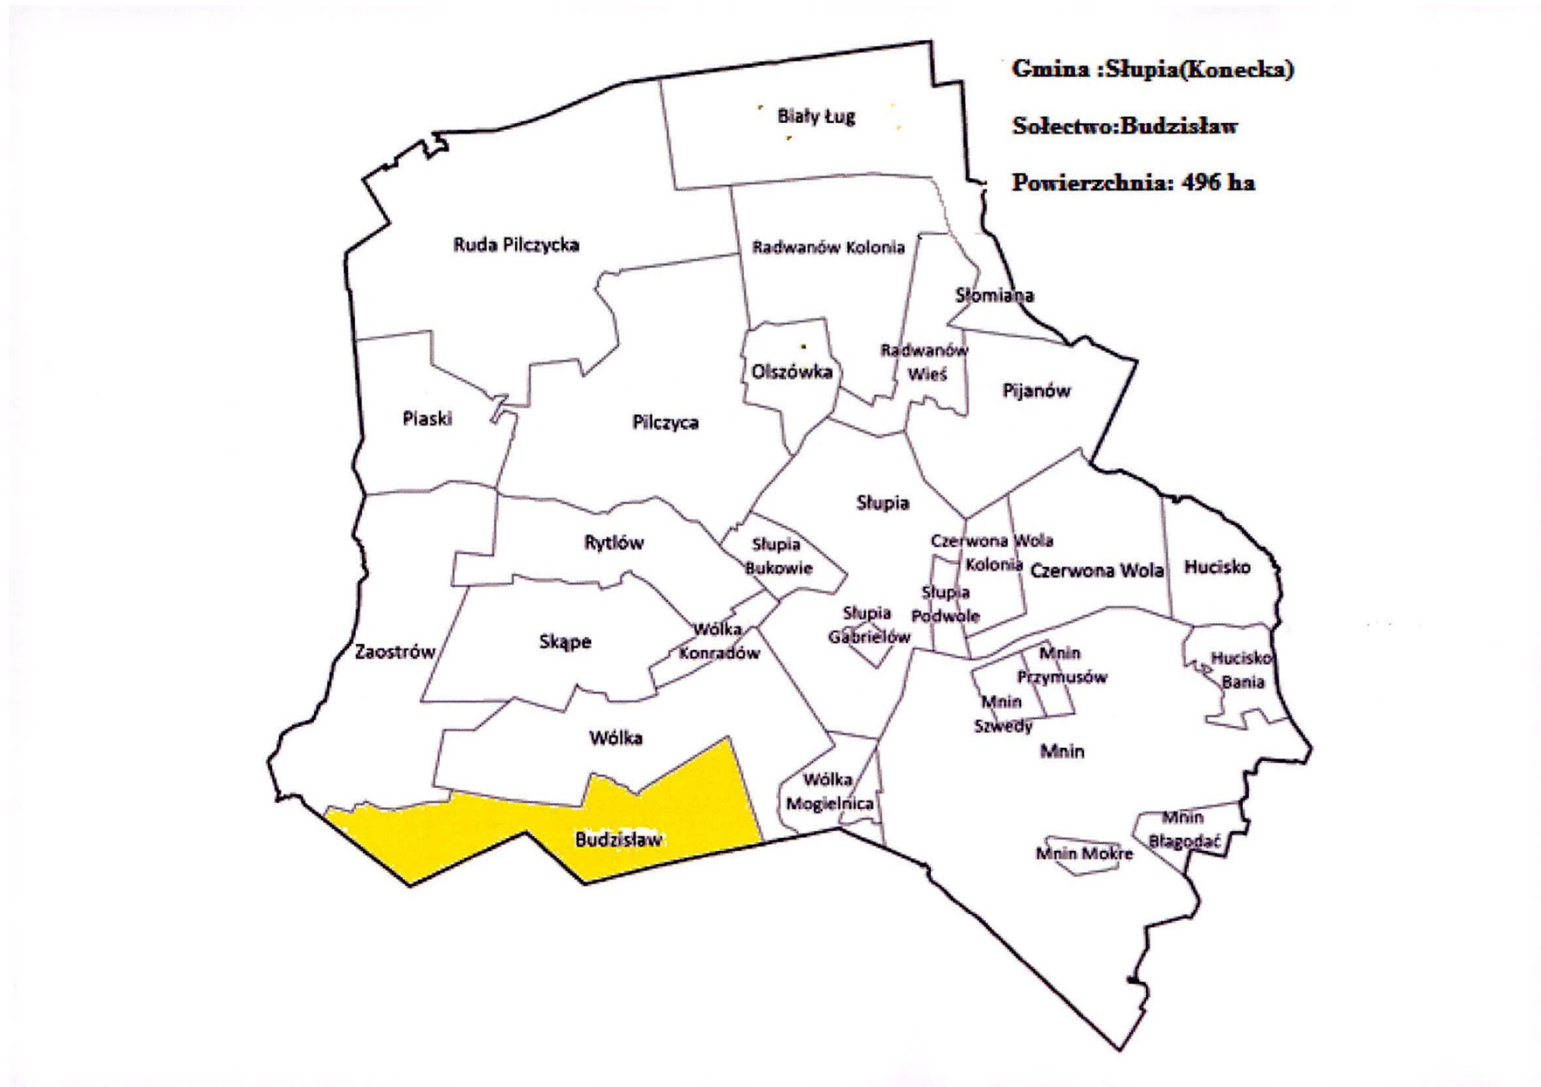 Gmina :Słupia(Konecka)
Sołectwo:Budzisław
Powierzchnia: 496 ha
Biały Ług
Ruda Pilczycka
Radwanów Kolonia
Słomiana
Radwanów
Wieś
Olszówka
Pijanów
Piaski
Pilczyca
Słupia
Rytlów
Słupia
Bukowie
Czerwona Wola
Kolonia
Czerwona Wola
Hucisko
Słupia
Podwole
Słupia
Gabrielów
Wólka
Konradów
Skąpe
Zaostrów
Mnin
Przymusów
Hucisko
Bania
Mnin
Szwedy
Wólka
Mnin
Wólka
Mogielnica
Budzisław
Mnin
Błagodać
Mnin Mokre